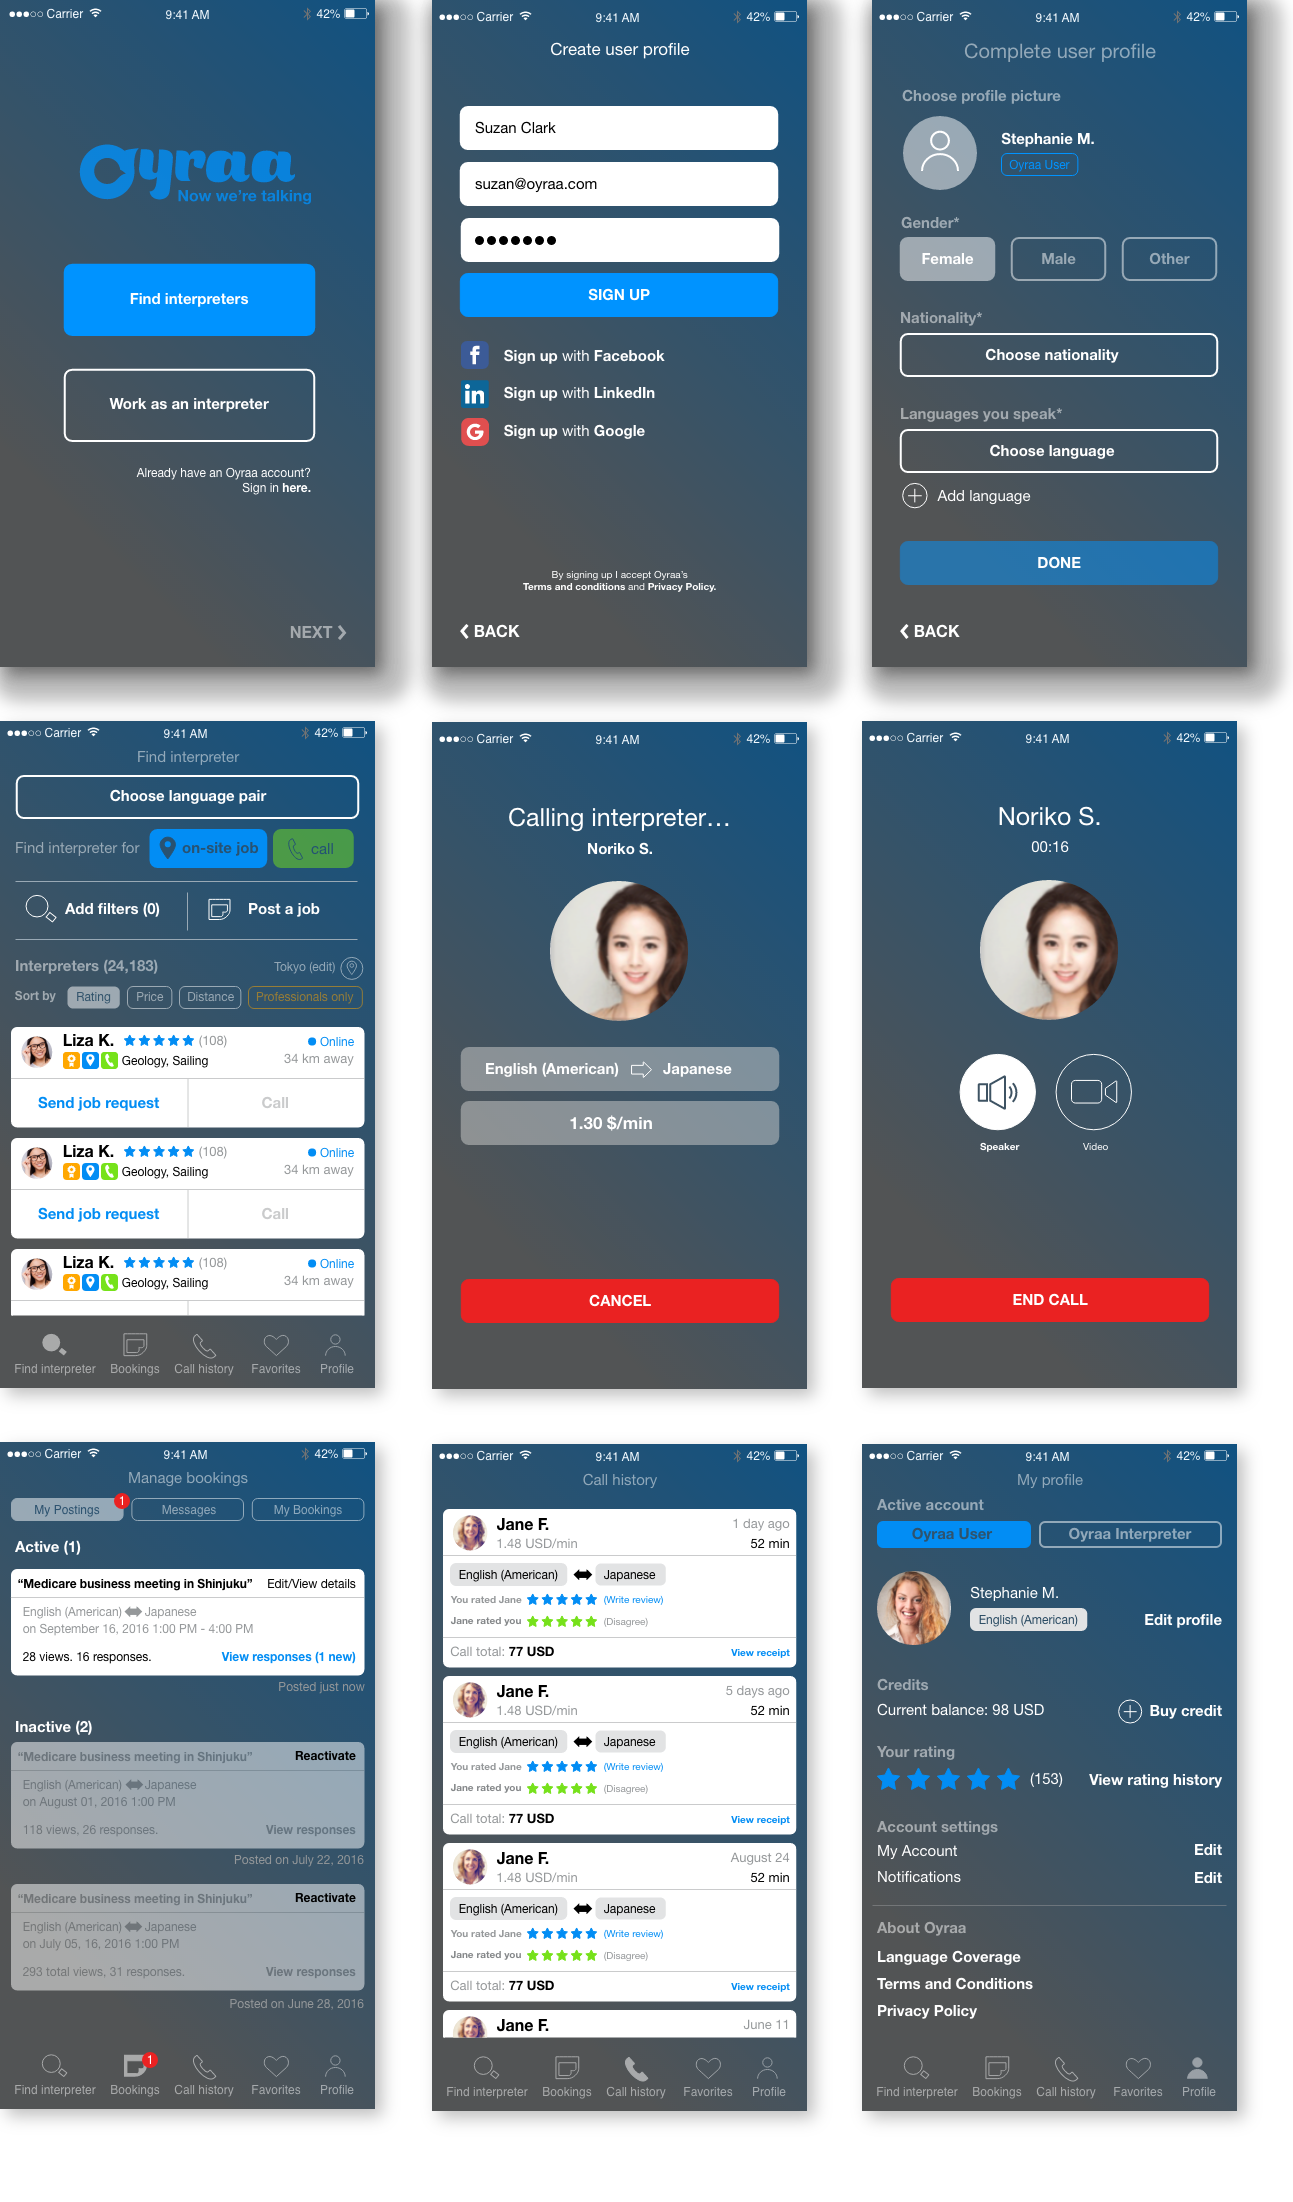 Carrier 9:41 AM 42%
Oyraa
Now we're talking
Find interpreters
Work as an interpreter
Already have an Oyraa account?
Sign in here.
NEXT
Carrier 9:41 AM 42%
Create user profile
Suzan Clark
suzan@oyraa.com
SIGN UP
Sign up with Facebook
Sign up with LinkedIn
Sign up with Google
By signing up I accept Oyraa's
Terms and conditions and Privacy Policy.
BACK
Carrier 9:41 AM 42%
Complete user profile
Choose profile picture
Stephanie M.
Oyraa User
Gender*
Female Male Other
Nationality*
Choose nationality
Languages you speak*
Choose language
Add language
DONE
BACK
Carrier 9:41 AM 42%
Find interpreter
Choose language pair
Find interpreter for on-site job call
Add filters (0) Post a job
Interpreters (24,183) Tokyo (edit)
Sort by Rating Price Distance Professionals only
Liza K. (108) Online
Geology, Sailing 34 km away
Send job request Call
Liza K. (108) Online
Geology, Sailing 34 km away
Send job request Call
Liza K. (108) Online
Geology, Sailing 34 km away
Find interpreter Bookings Call history Favorites Profile
Carrier 9:41 AM 42%
Calling interpreter...
Noriko S.
English (American) Japanese
1.30 $/min
CANCEL
Carrier 9:41 AM 42%
Noriko S.
00:16
Speaker Video
END CALL
Carrier 9:41 AM 42%
Manage bookings
My Postings 1 Messages My Bookings
Active (1)
“Medicare business meeting in Shinjuku” Edit/View details
English (American) Japanese
on September 16, 2016 1:00 PM - 4:00 PM
28 views. 16 responses. View responses (1 new)
Posted just now
Inactive (2)
“Medicare business meeting in Shinjuku” Reactivate
English (American) Japanese
on August 01, 2016 1:00 PM
118 views, 26 responses. View responses
Posted on July 22, 2016
“Medicare business meeting in Shinjuku” Reactivate
English (American) Japanese
on July 05, 16, 2016 1:00 PM
293 total views, 31 responses. View responses
Posted on June 28, 2016
1
Find interpreter Bookings Call history Favorites Profile
Carrier 9:41 AM 42%
Call history
Jane F. 1 day ago
1.48 USD/min 52 min
English (American) Japanese
You rated Jane (Write review)
Jane rated you (Disagree)
Call total: 77 USD View receipt
Jane F. 5 days ago
1.48 USD/min 52 min
English (American) Japanese
You rated Jane (Write review)
Jane rated you (Disagree)
Call total: 77 USD View receipt
Jane F. August 24
1.48 USD/min 52 min
English (American) Japanese
You rated Jane (Write review)
Jane rated you (Disagree)
Call total: 77 USD View receipt
Jane F. June 11
Find interpreter Bookings Call history Favorites Profile
Carrier 9:41 AM 42%
My profile
Active account
Oyraa User Oyraa Interpreter
Stephanie M.
English (American) Edit profile
Credits
Current balance: 98 USD Buy credit
Your rating
(153) View rating history
Account settings
My Account Edit
Notifications Edit
About Oyraa
Language Coverage
Terms and Conditions
Privacy Policy
Find interpreter Bookings Call history Favorites Profile